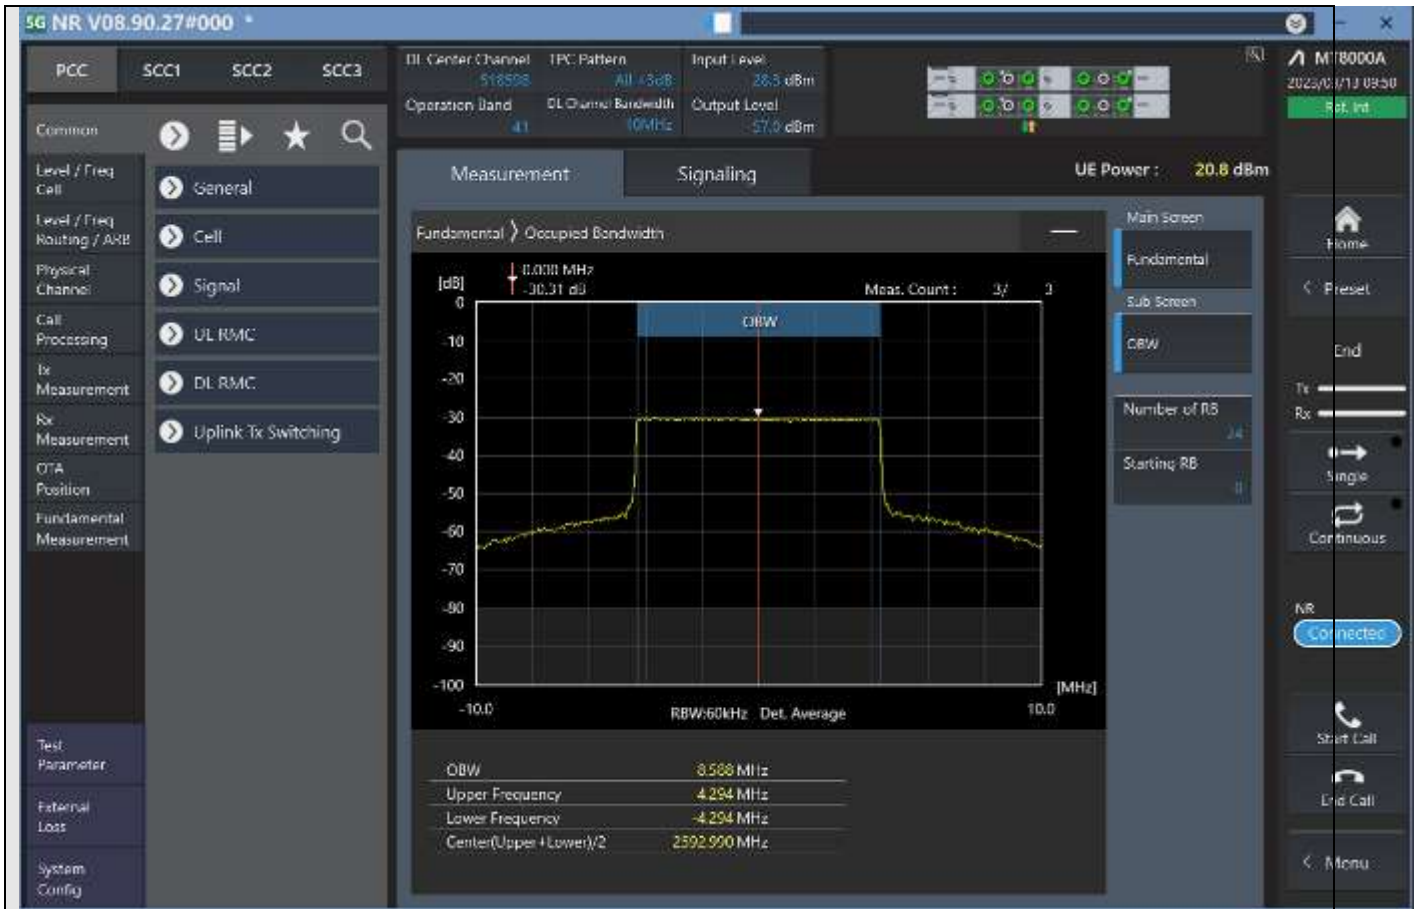 5G NR V08.90.27#000 *
PCC SCC1 SCC2 SCC3
DL Center Channel TPC Pattern Input Level
518598 All +3dB 28.3 dBm
Operation Band DL Channel Bandwidth Output Level
41 10MHz -57.0 dBm
MT8000A
Ref. Int
Common
Level / Freq
Cell
Level / Freq
Routing / ARB
Physical
Channel
Call
Processing
Tx
Measurement
Rx
Measurement
OTA
Position
Fundamental
Measurement
Test
Parameter
External
Loss
System
Config
General
Cell
Signal
UL RMC
DL RMC
Uplink Tx Switching
Measurement Signaling UE Power : 20.8 dBm
Fundamental Occupied Bandwidth
[dB] 0.000 MHz
-30.31 dB Meas. Count : 3/ 3
OBW
0
-10
-20
-30
-40
-50
-60
-70
-80
-90
-100
[MHz]
-10.0 RBW:60kHz Det. Average 10.0
OBW 8.588 MHz
Upper Frequency 4.294 MHz
Lower Frequency -4.294 MHz
Center(Upper+Lower)/2 2592.990 MHz
Main Screen
Fundamental
Sub Screen
OBW
Number of RB
24
Starting RB
0
Home
Preset
End
Tx
Rx
Single
Continuous
NR
Connected
Start Call
End Call
Menu